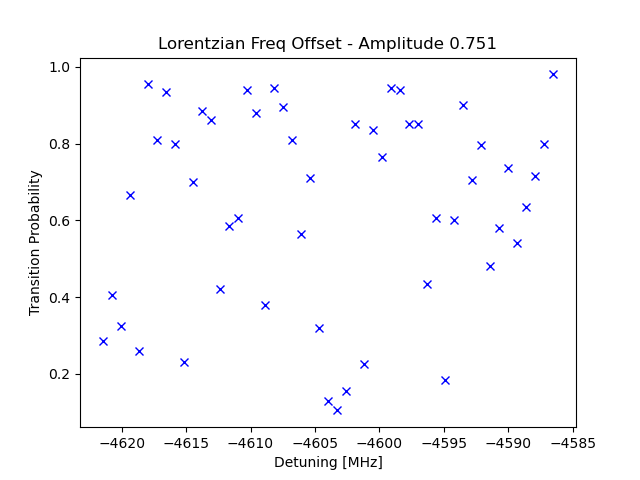 Lorentzian Freq Offset - Amplitude 0.751
1.0
0.8
0.6
0.4
0.2
Transition Probability
−4620 −4615 −4610 −4605 −4600 −4595 −4590 −4585
Detuning [MHz]